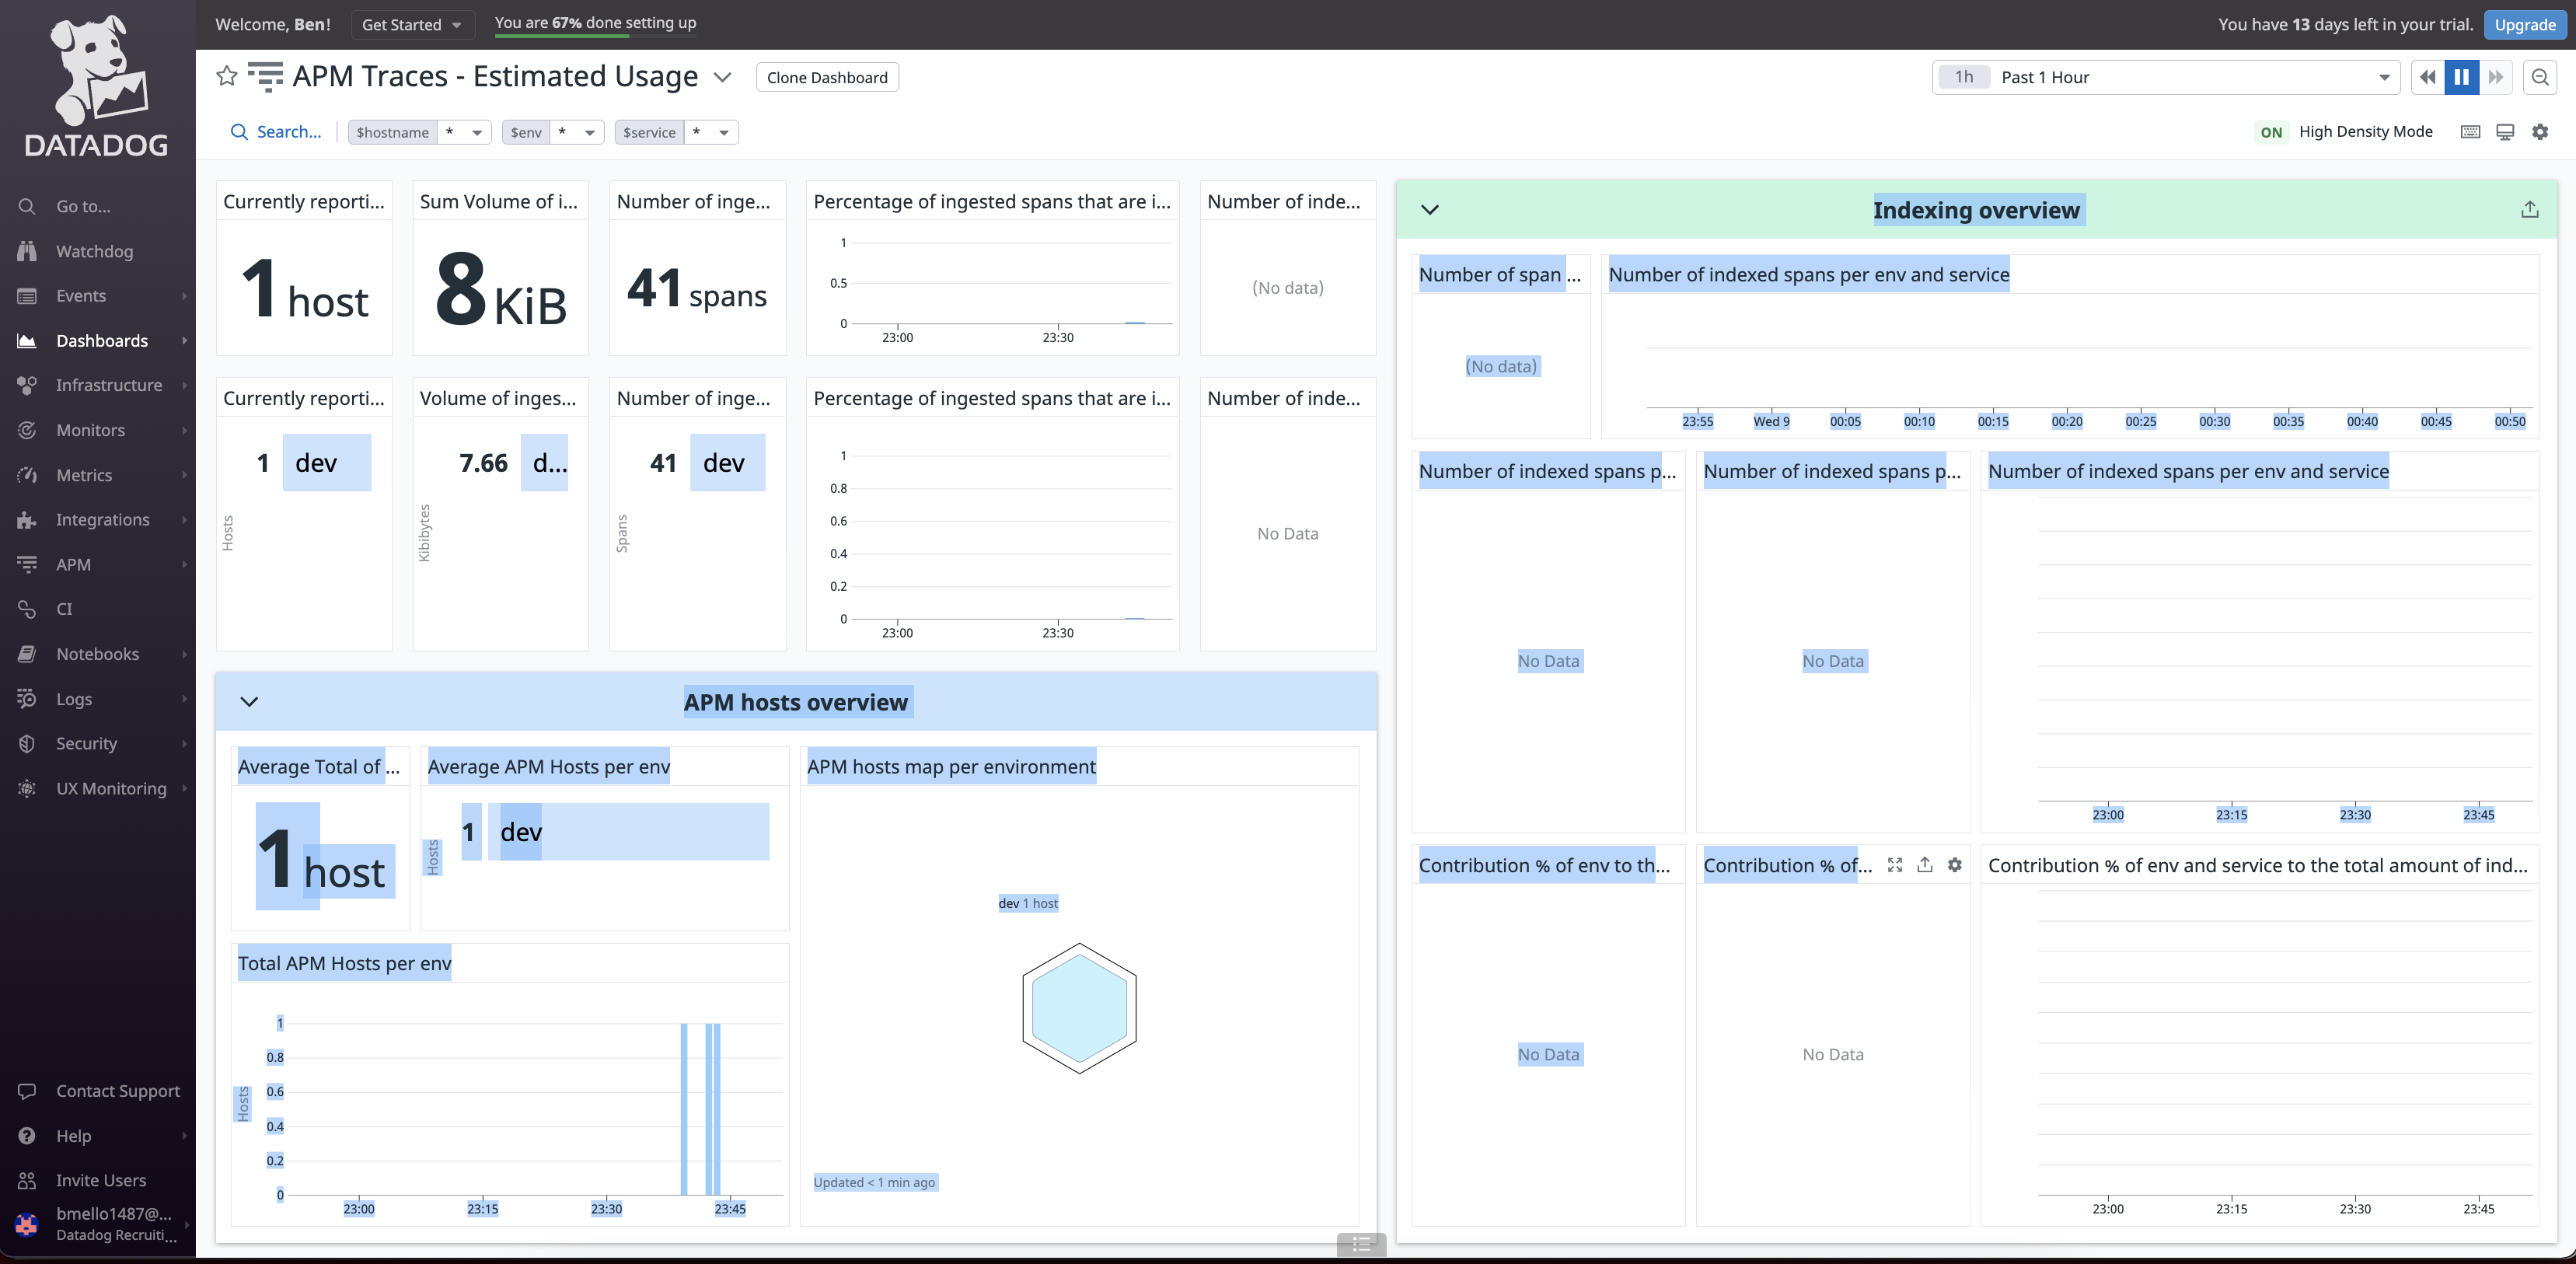 DATADOG
Go to...
Watchdog
Events
Dashboards
Infrastructure
Monitors
Metrics
Integrations
APM
CI
Notebooks
Logs
Security
UX Monitoring
Contact Support
Help
Invite Users
bmello1487@...
Datadog Recruiti...
Welcome, Ben!
Get Started
You are 67% done setting up
You have 13 days left in your trial.
Upgrade
APM Traces - Estimated Usage
Clone Dashboard
1h Past 1 Hour
Search...
$hostname *
$env *
$service *
ON High Density Mode
Currently reporti...
1 host
Sum Volume of i...
8 KiB
Number of inge...
41 spans
Percentage of ingested spans that are i...
1
0.5
0
23:00 23:30
Number of inde...
(No data)
Currently reporti...
1 dev
Hosts
Volume of inges...
7.66 d...
Kibibytes
Number of inge...
41 dev
Spans
Percentage of ingested spans that are i...
1
0.8
0.6
0.4
0.2
0
23:00 23:30
Number of inde...
No Data
APM hosts overview
Average Total of ...
1 host
Average APM Hosts per env
1 dev
Hosts
Total APM Hosts per env
1
0.8
0.6
0.4
0.2
0
Hosts
23:00 23:15 23:30 23:45
APM hosts map per environment
dev 1 host
Updated < 1 min ago
Indexing overview
Number of span ...
(No data)
Number of indexed spans per env and service
23:55 Wed 9 00:05 00:10 00:15 00:20 00:25 00:30 00:35 00:40 00:45 00:50
Number of indexed spans p...
No Data
Number of indexed spans p...
No Data
Number of indexed spans per env and service
23:00 23:15 23:30 23:45
Contribution % of env to th...
No Data
Contribution % of...
No Data
Contribution % of env and service to the total amount of ind...
23:00 23:15 23:30 23:45